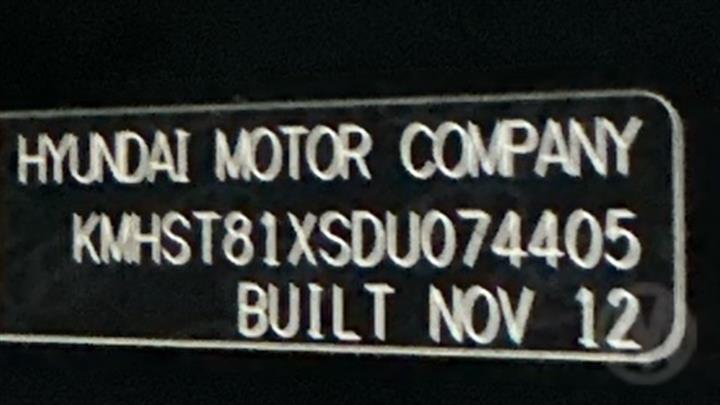 HYUNDAI MOTOR COMPANY
KMHST81XSDU074405
BUILT NOV 12